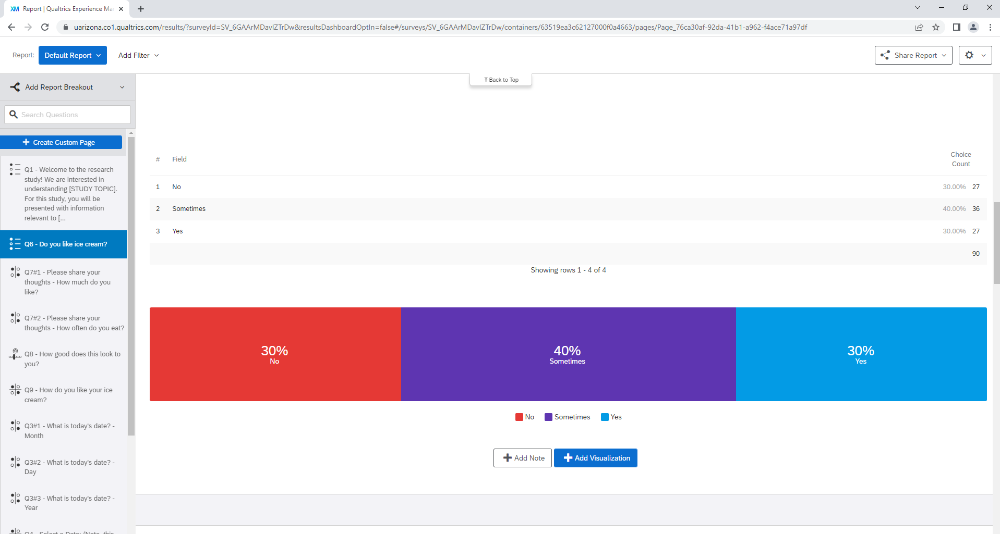 XM Report | Qualtrics Experience Ma
uarizona.co1.qualtrics.com/results/?surveyId=SV_6GAArMDavIZTrDw&resultsDashboardOptIn=false#/surveys/SV_6GAArMDavIZTrDw/containers/63519ea3c62127000f0a4663/pages/Page_76ca30af-92da-41b1-a962-f4ace71a97df
Report: Default Report Add Filter Share Report
Add Report Breakout
Back to Top
Search Questions
Create Custom Page
Q1 - Welcome to the research
study! We are interested in
understanding [STUDY TOPIC].
For this study, you will be
presented with information
relevant to [...
Q6 - Do you like ice cream?
Q7#1 - Please share your
thoughts - How much do you
like?
Q7#2 - Please share your
thoughts - How often do you eat?
Q8 - How good does this look to
you?
Q9 - How do you like your ice
cream?
Q3#1 - What is today's date? -
Month
Q3#2 - What is today's date? -
Day
Q3#3 - What is today's date? -
Year
Q4 - Select a Date: (Note, this
# Field Choice
Count
1 No 30.00% 27
2 Sometimes 40.00% 36
3 Yes 30.00% 27
90
Showing rows 1 - 4 of 4
30% 40% 30%
No Sometimes Yes
No Sometimes Yes
Add Note Add Visualization